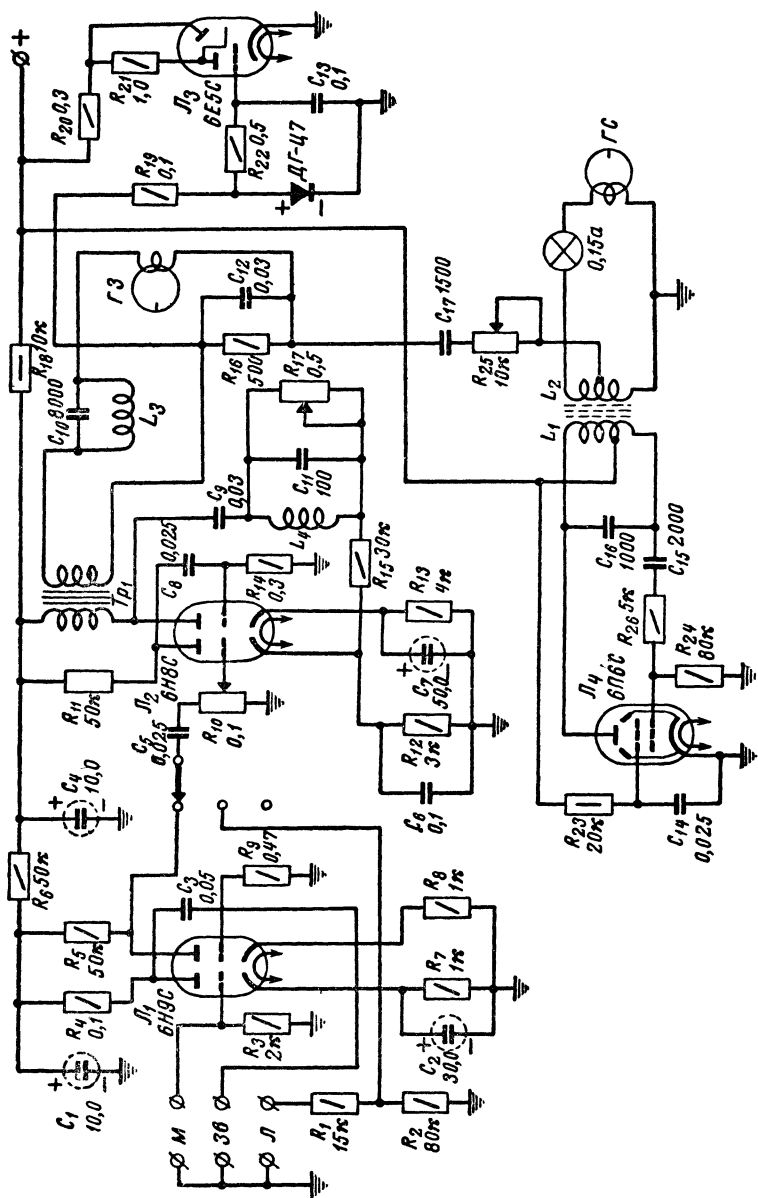 C₁
10,0
+
−
R₄
0,1
R₅
50к
R₆ 50к
C₄
10,0
+
−
R₁₁
50к
Тр₁
C₁₀ 8000
L₃
R₁₈ 10к
ГЗ
R₂₀ 0,3
R₂₁
1,0
+
Л₃
6Е5С
R₁₉
0,1
R₂₂ 0,5
C₁₃
0,1
ДГ-Ц7
+
−
C₁₂
0,03
R₁₆
500
R₁₇
0,5
C₁₁
100
C₉
0,03
L₄
C₈
0,025
R₁₄
0,3
R₁₅ 30к
Л₂
6Н8С
C₅
0,025
R₁₀
0,1
R₁₃
4к
C₇
50,0
+
−
R₁₂
3к
C₆
0,1
Л₁
6Н9С
C₃
0,05
R₉
0,47
R₃
2к
R₈
1к
R₇
1к
C₂
30,0
+
−
М
Зв
Л
R₁
15к
R₂
80к
C₁₇ 1500
R₂₅
10к
0,15а
ГС
L₁
L₂
C₁₆
1000
C₁₅ 2000
R₂₆ 5к
R₂₄
80к
Л₄
6П6С
R₂₃
20к
C₁₄
0,025